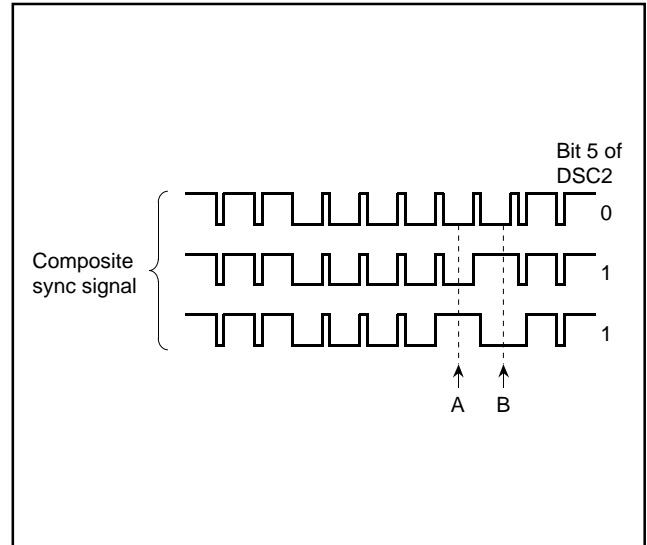 Bit 5 of
DSC2
0
Composite
sync signal
1
1
A B